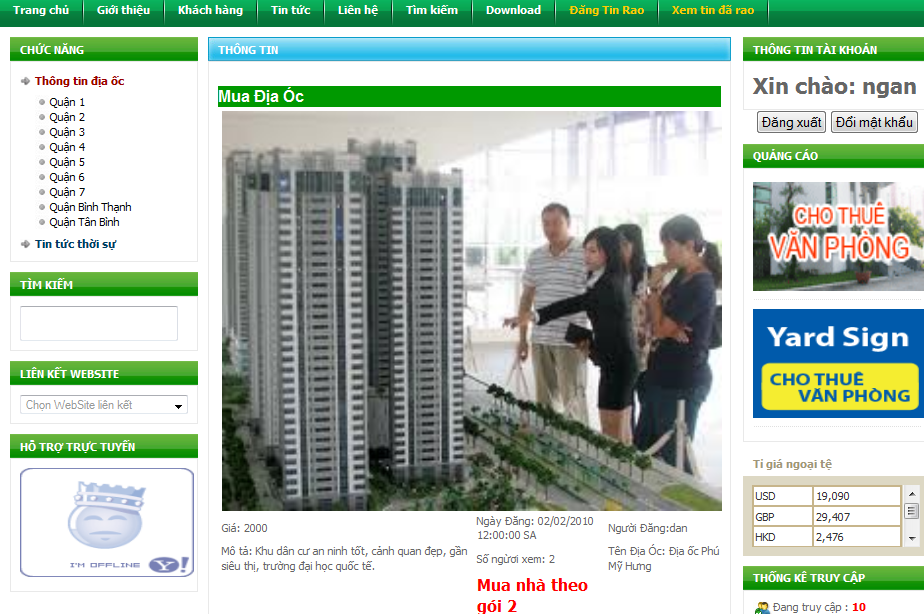 Trang chủ Giới thiệu Khách hàng Tin tức Liên hệ Tìm kiếm Download Đăng Tin Rao Xem tin đã rao
CHỨC NĂNG
Thông tin địa ốc
Quận 1
Quận 2
Quận 3
Quận 4
Quận 5
Quận 6
Quận 7
Quận Bình Thạnh
Quận Tân Bình
Tin tức thời sự
TÌM KIẾM
LIÊN KẾT WEBSITE
Chọn WebSite liên kết
HỖ TRỢ TRỰC TUYẾN
I'M OFFLINE Y!
THÔNG TIN
Mua Địa Ốc
Giá: 2000
Mô tả: Khu dân cư an ninh tốt, cảnh quan đẹp, gần
siêu thị, trường đại học quốc tế.
Ngày Đăng: 02/02/2010
12:00:00 SA
Số ngừơi xem: 2
Mua nhà theo
gói 2
Người Đăng:dan
Tên Địa Ốc: Địa ốc Phú
Mỹ Hưng
THÔNG TIN TÀI KHOẢN
Xin chào: ngan
Đăng xuất Đổi mật khẩu
QUẢNG CÁO
CHO THUÊ
VĂN PHÒNG
Yard Sign
CHO THUÊ
VĂN PHÒNG
Tỉ giá ngoại tệ
USD 19,090
GBP 29,407
HKD 2,476
THỐNG KÊ TRUY CẬP
Đang truy cập : 10